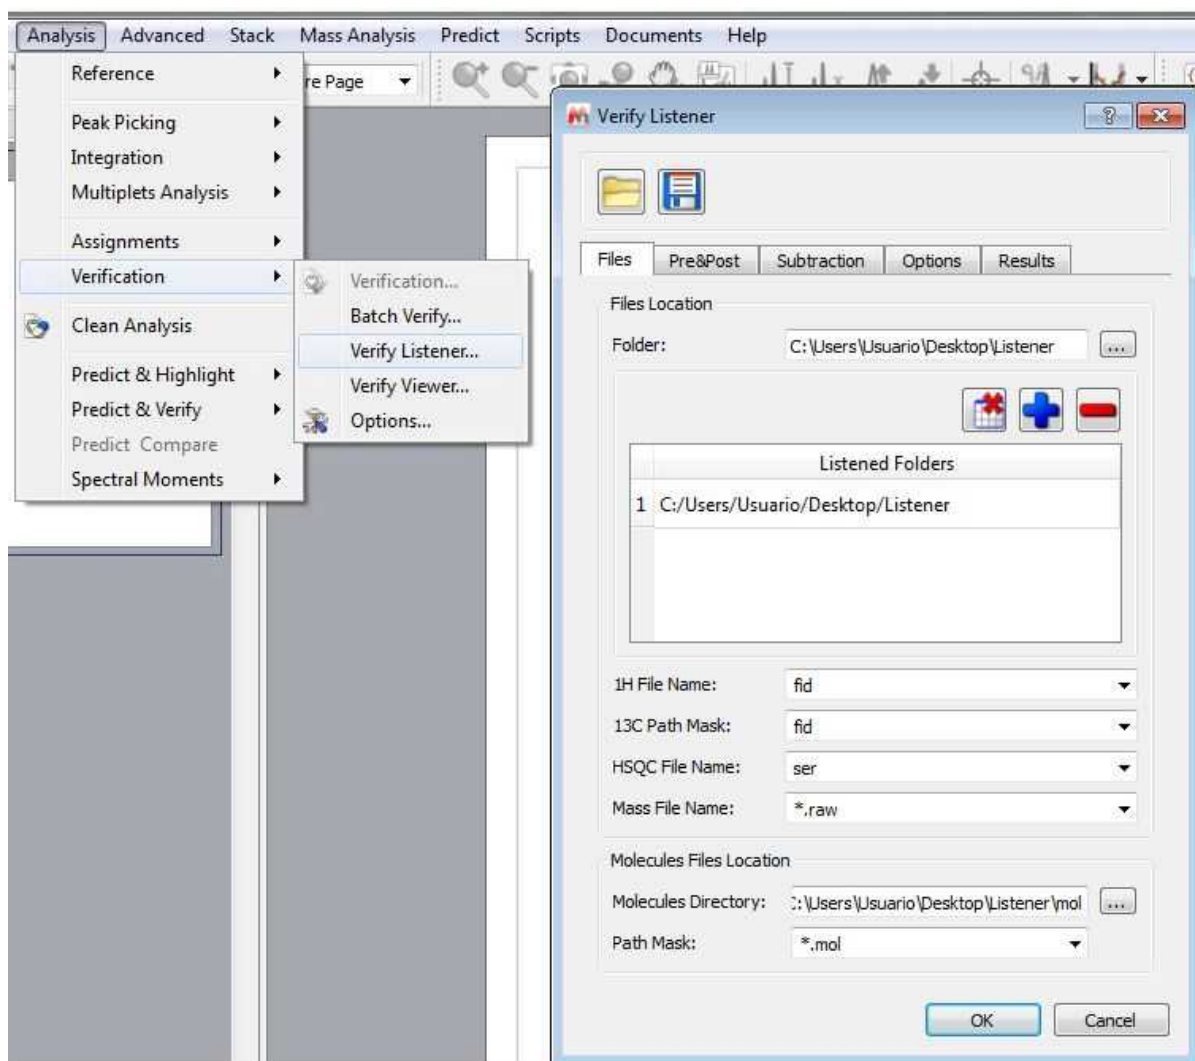 Analysis Advanced Stack Mass Analysis Predict Scripts Documents Help
Reference
re Page
Peak Picking
Integration
Multiplets Analysis
Assignments
Verification
Clean Analysis
Predict & Highlight
Predict & Verify
Predict Compare
Spectral Moments
Verification...
Batch Verify...
Verify Listener...
Verify Viewer...
Options...
Verify Listener
Files Pre&Post Subtraction Options Results
Files Location
Folder: C:\Users\Usuario\Desktop\Listener ...
Listened Folders
1 C:/Users/Usuario/Desktop/Listener
1H File Name: fid
13C Path Mask: fid
HSQC File Name: ser
Mass File Name: *.raw
Molecules Files Location
Molecules Directory: :\Users\Usuario\Desktop\Listener\mol ...
Path Mask: *.mol
OK Cancel